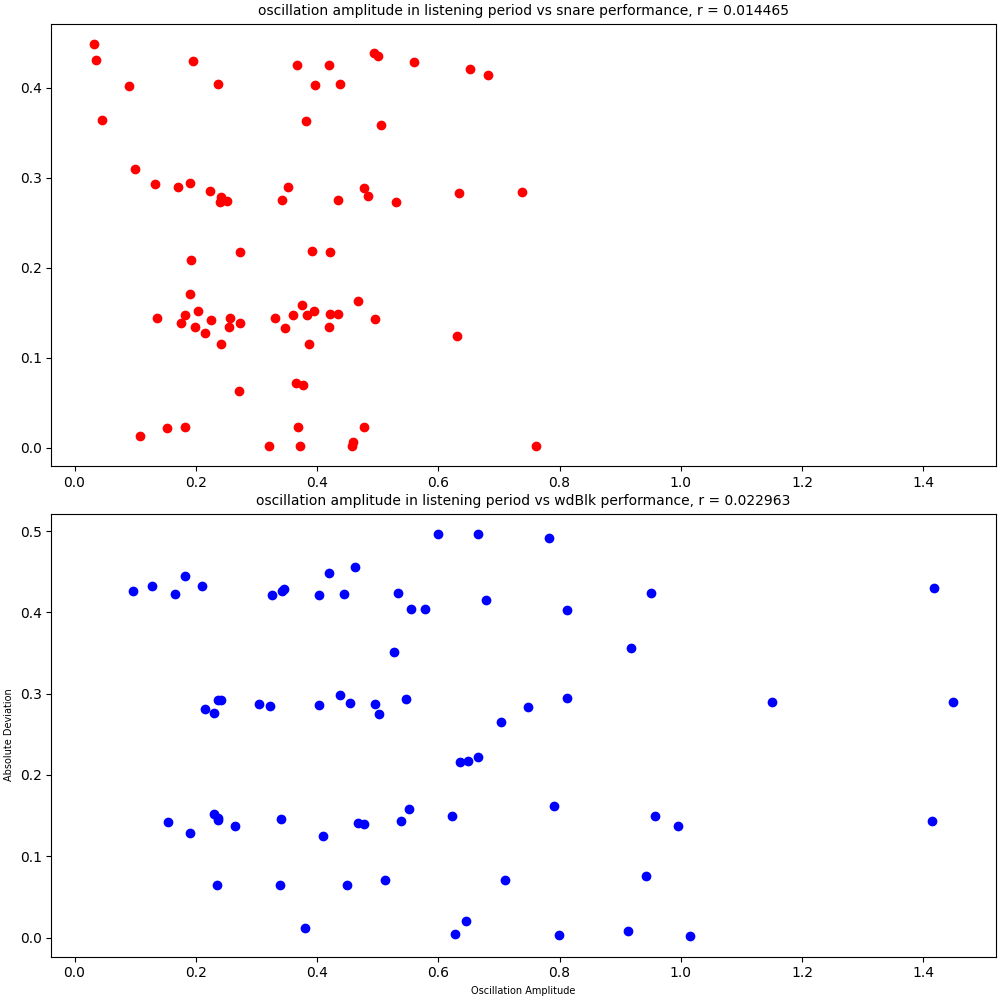 oscillation amplitude in listening period vs snare performance, r = 0.014465
0.4
0.3
0.2
0.1
0.0
0.0 0.2 0.4 0.6 0.8 1.0 1.2 1.4
oscillation amplitude in listening period vs wdBlk performance, r = 0.022963
0.5
0.4
0.3
0.2
0.1
0.0
Absolute Deviation
0.0 0.2 0.4 0.6 0.8 1.0 1.2 1.4
Oscillation Amplitude